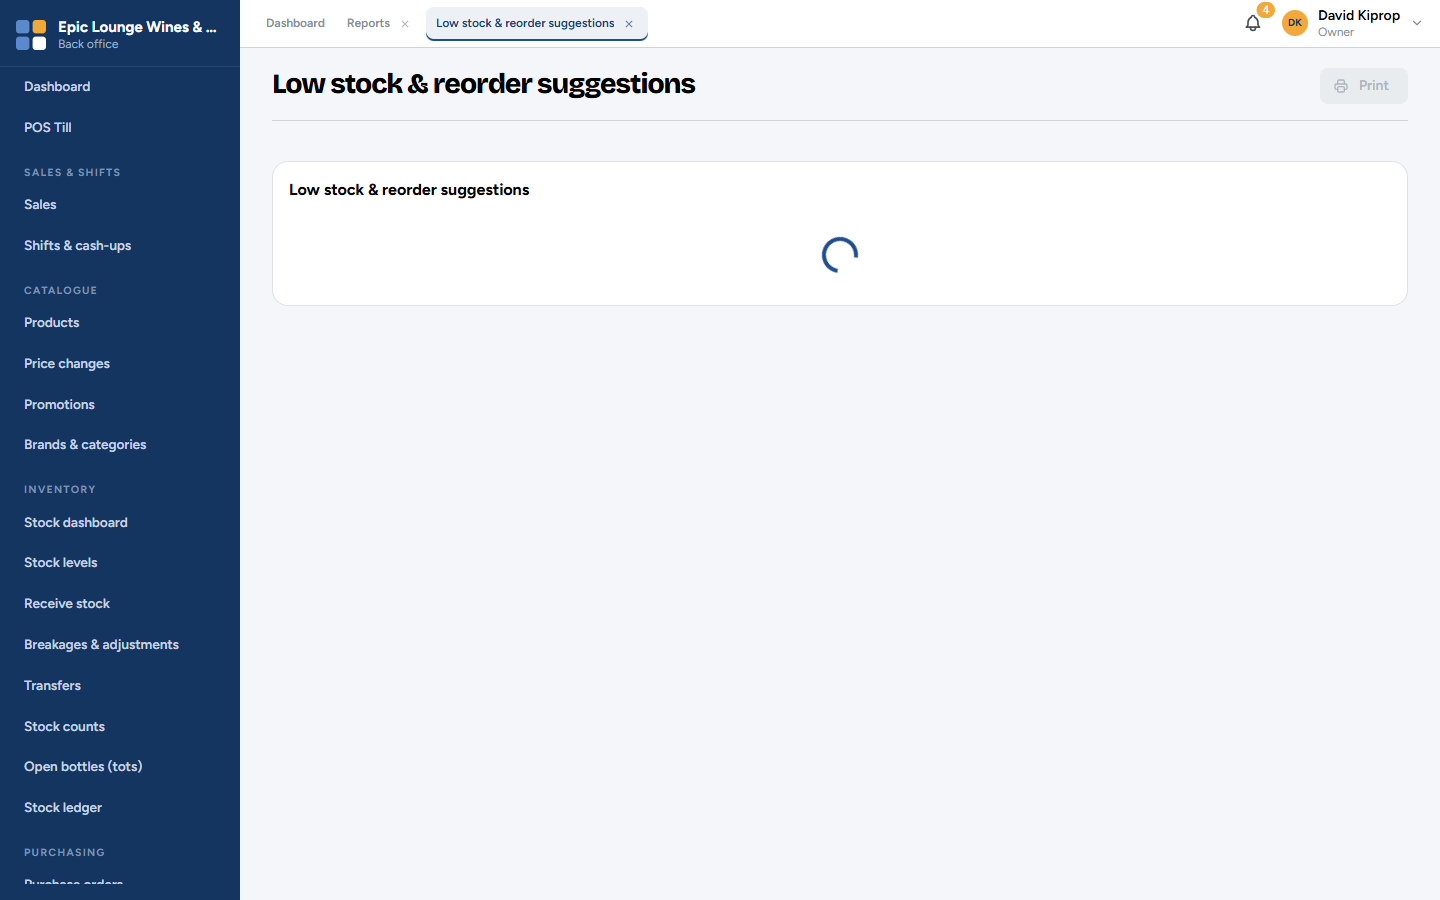 Epic Lounge Wines & ...
Back office
Dashboard
POS Till
SALES & SHIFTS
Sales
Shifts & cash-ups
CATALOGUE
Products
Price changes
Promotions
Brands & categories
INVENTORY
Stock dashboard
Stock levels
Receive stock
Breakages & adjustments
Transfers
Stock counts
Open bottles (tots)
Stock ledger
PURCHASING
Purchase orders
Dashboard
Reports
Low stock & reorder suggestions
4
DK
David Kiprop
Owner
Low stock & reorder suggestions
Print
Low stock & reorder suggestions